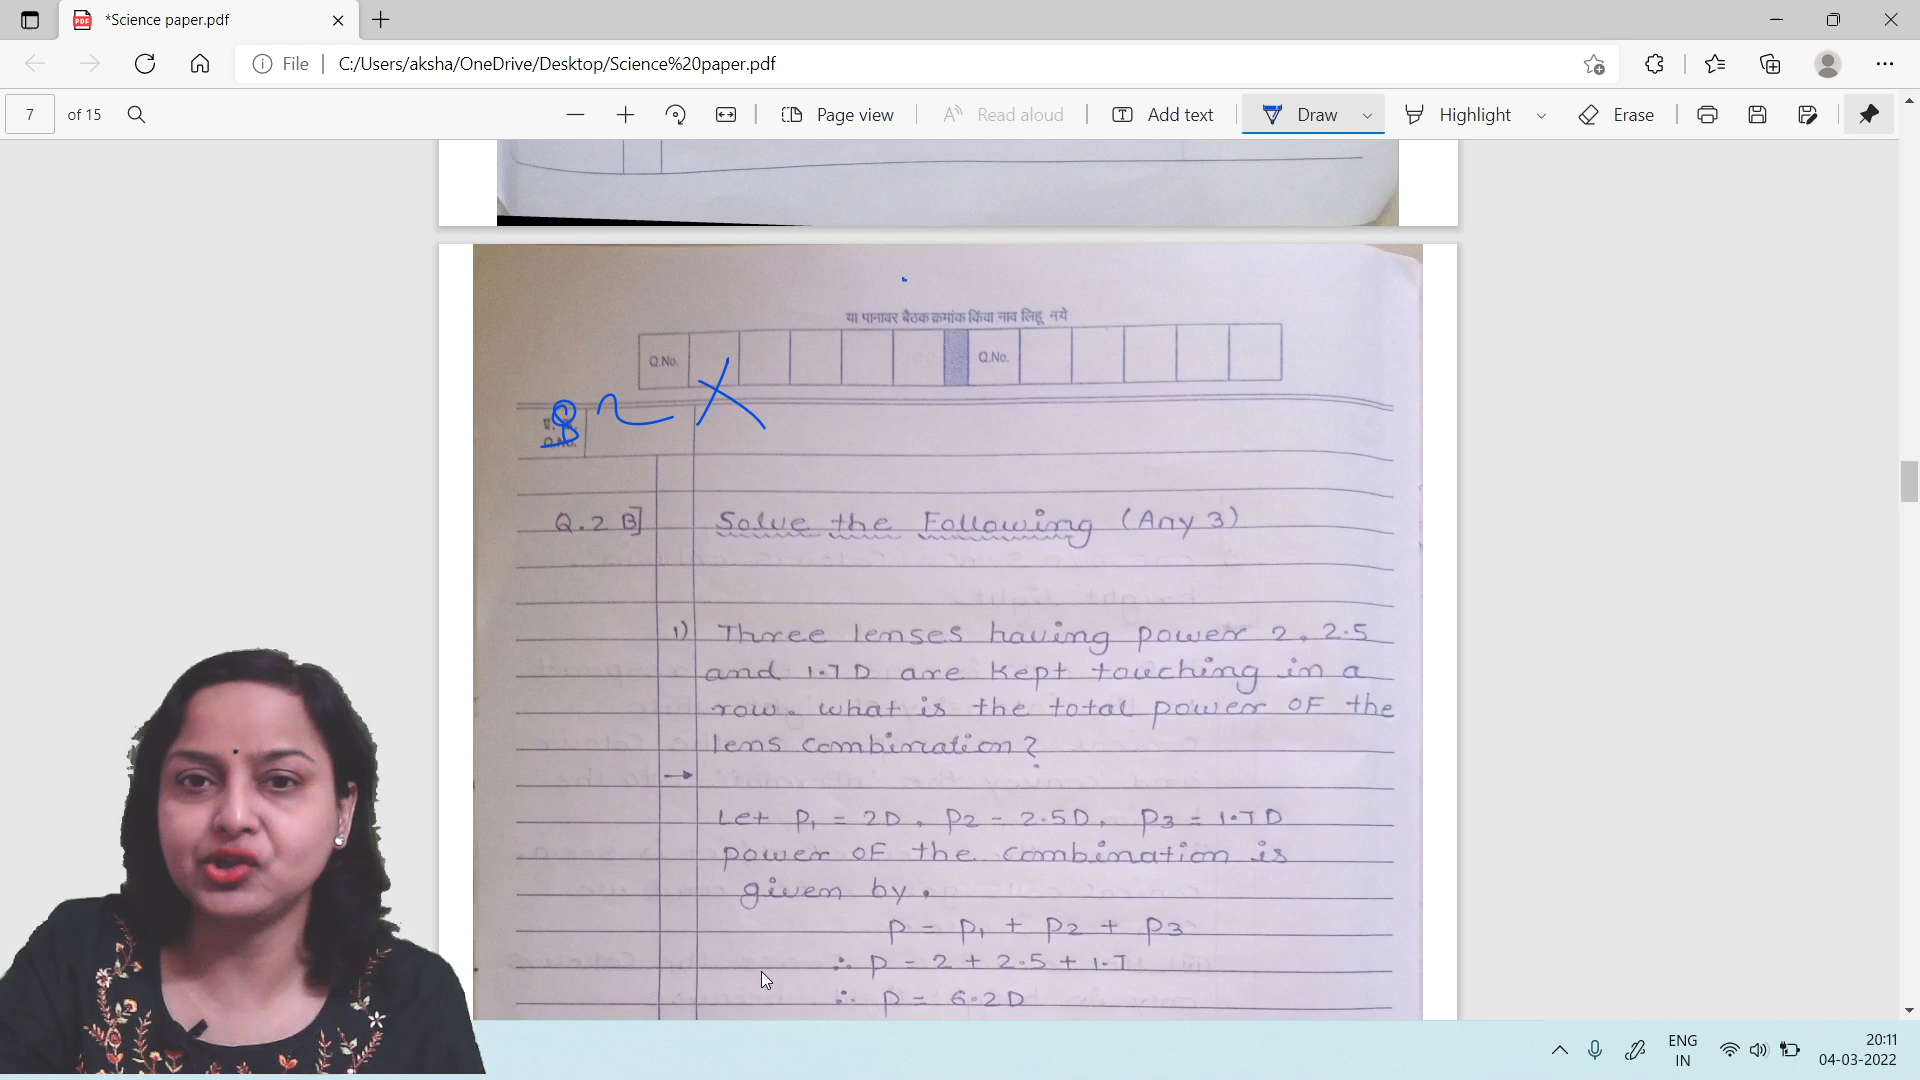 *Science paper.pdf
File C:/Users/aksha/OneDrive/Desktop/Science%20paper.pdf
7 of 15
Page view
Read aloud
Add text
Draw
Highlight
Erase
या पानावर बैठक क्रमांक किंवा नाव लिहू नये
Q.No.
Q.No.
Q.2 B] Solve the Following (Any 3)
1) Three lenses having power 2, 2.5
and 1.7 D are kept touching in a
row. what is the total power of the
lens combination?
→
Let P₁ = 2D, P2 = 2.5D, P3 = 1.7 D
power of the combination is
given by,
P = P₁ + P2 + P3
∴ P = 2 + 2.5 + 1.7
∴ P = 6.2D
ENG
IN
20:11
04-03-2022